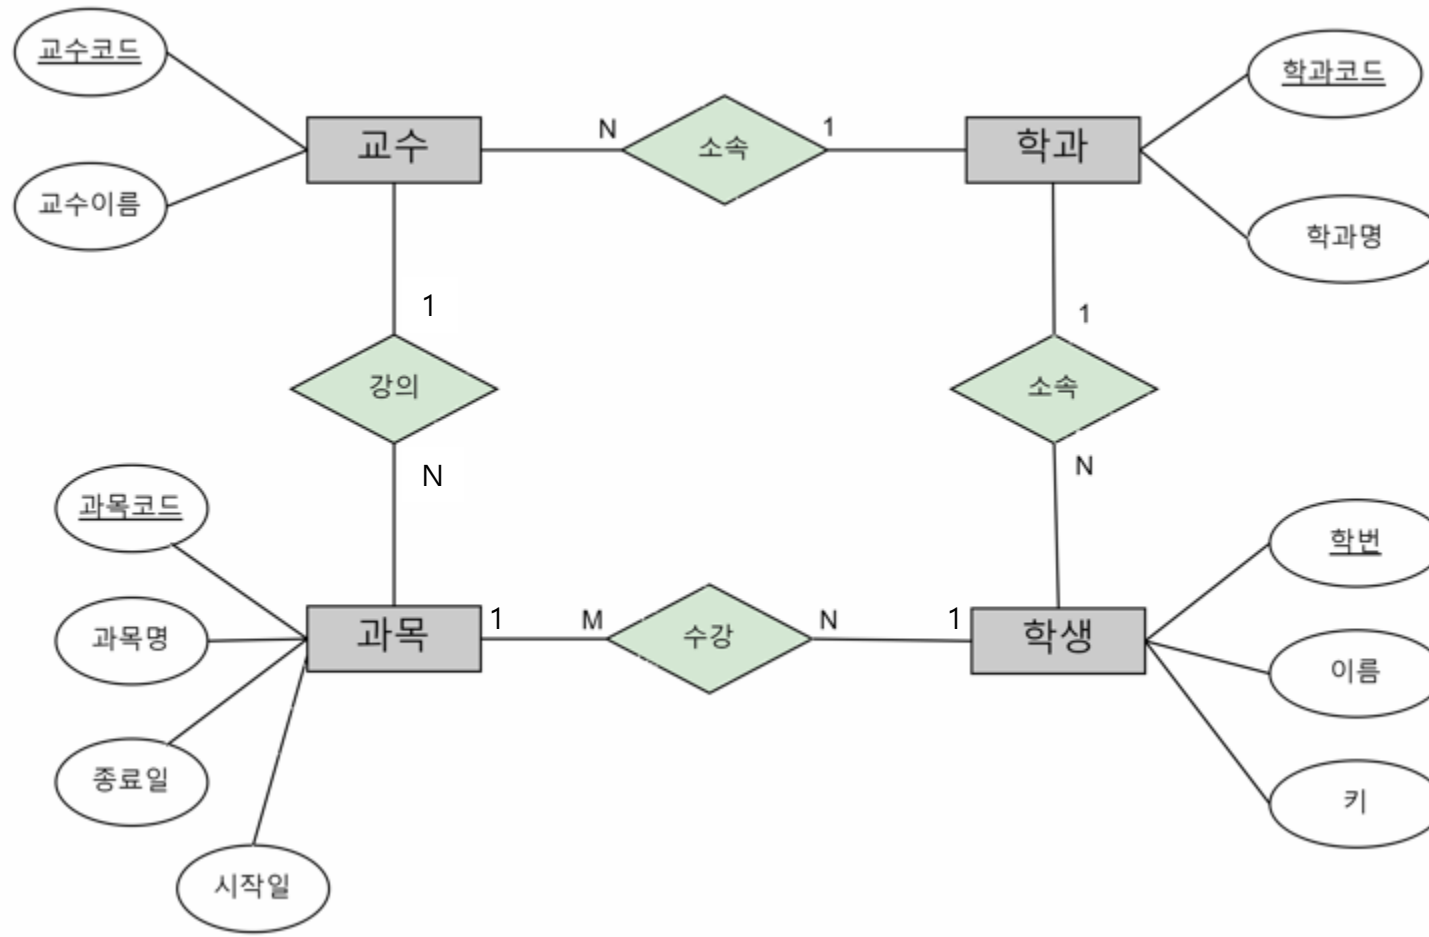 교수코드
학과코드
교수
N
소속
1
학과
교수이름
학과명
1
1
강의
소속
N
N
과목코드
학번
과목
1
M
수강
N
1
학생
과목명
이름
종료일
키
시작일